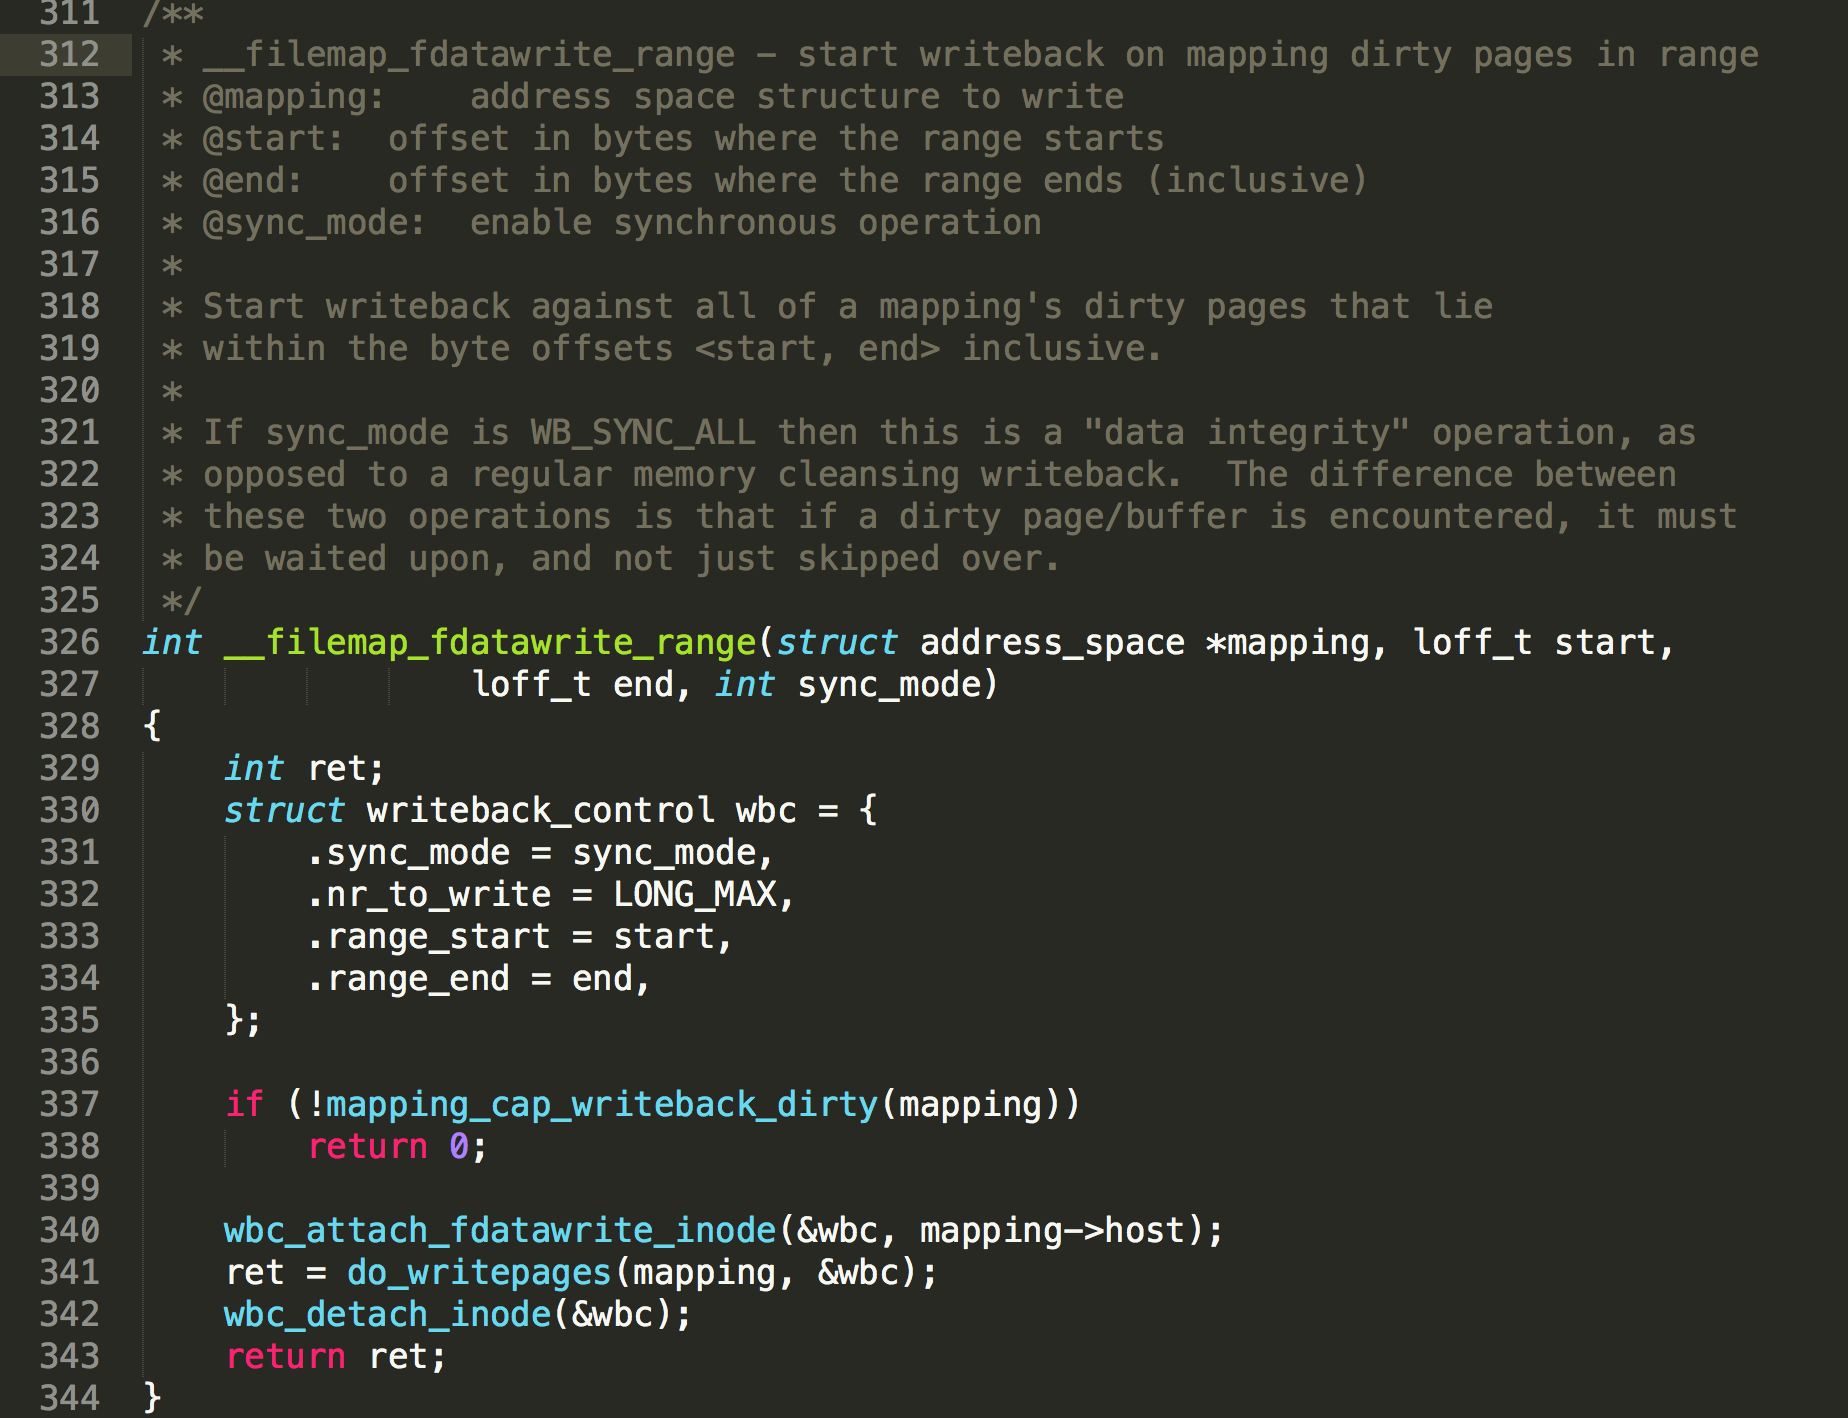 311 /**
312  * __filemap_fdatawrite_range - start writeback on mapping dirty pages in range
313  * @mapping:    address space structure to write
314  * @start:  offset in bytes where the range starts
315  * @end:    offset in bytes where the range ends (inclusive)
316  * @sync_mode:  enable synchronous operation
317  *
318  * Start writeback against all of a mapping's dirty pages that lie
319  * within the byte offsets <start, end> inclusive.
320  *
321  * If sync_mode is WB_SYNC_ALL then this is a "data integrity" operation, as
322  * opposed to a regular memory cleansing writeback.  The difference between
323  * these two operations is that if a dirty page/buffer is encountered, it must
324  * be waited upon, and not just skipped over.
325  */
326 int __filemap_fdatawrite_range(struct address_space *mapping, loff_t start,
327                 loff_t end, int sync_mode)
328 {
329     int ret;
330     struct writeback_control wbc = {
331         .sync_mode = sync_mode,
332         .nr_to_write = LONG_MAX,
333         .range_start = start,
334         .range_end = end,
335     };
336
337     if (!mapping_cap_writeback_dirty(mapping))
338         return 0;
339
340     wbc_attach_fdatawrite_inode(&wbc, mapping->host);
341     ret = do_writepages(mapping, &wbc);
342     wbc_detach_inode(&wbc);
343     return ret;
344 }